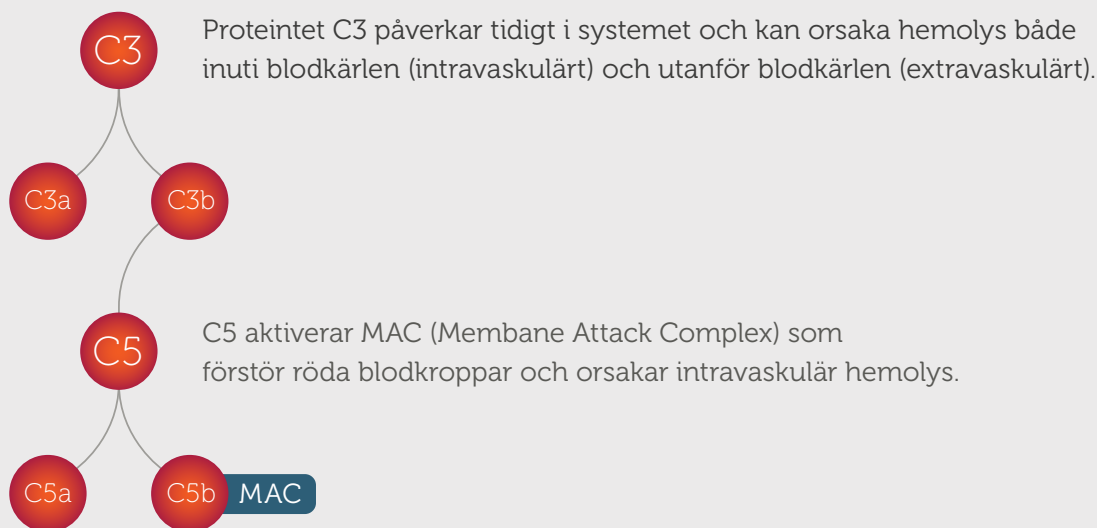 C3
Proteintet C3 påverkar tidigt i systemet och kan orsaka hemolys både
inuti blodkärlen (intravaskulärt) och utanför blodkärlen (extravaskulärt).
C3a
C3b
C5
C5 aktiverar MAC (Membane Attack Complex) som
förstör röda blodkroppar och orsakar intravaskulär hemolys.
C5a
C5b
MAC